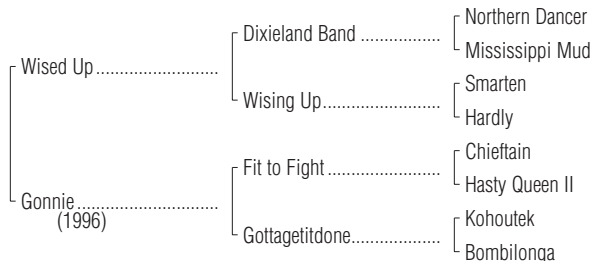 Northern Dancer
Dixieland Band ..................
Mississippi Mud
Wised Up ............................
Smarten
Wising Up ..........................
Hardly
Chieftain
Fit to Fight .........................
Hasty Queen II
Gonnie ................................
(1996)
Kohoutek
Gottagetitdone ....................
Bombilonga